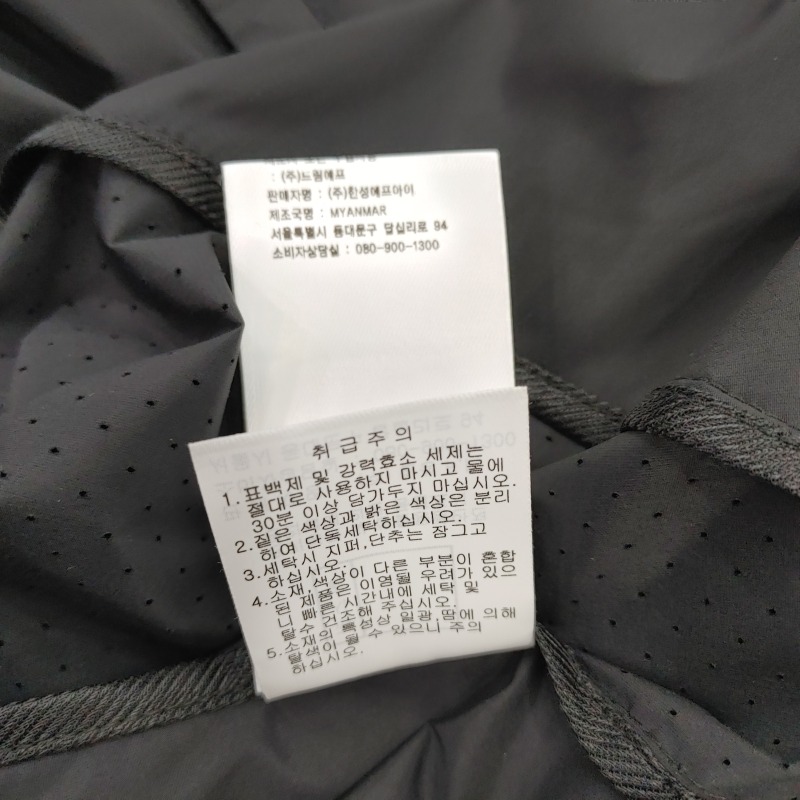 : (주)드림에프
판매자명 : (주)한성에프아이
제조국명 : MYANMAR
서울특별시 동대문구 답십리로 94
소비자상담실 : 080-900-1300
취급주의
1.표백제 및 강력효소 세제는
절대로 사용하지 마시고 물에
30분 이상 담가두지 마십시오.
2.짙은 색상과 밝은 색상은 분리
하여 단독세탁하십시오.
3.세탁시 지퍼,단추는 잠그고
하십시오.
4.소재,색상이 다른 부분이 혼합
된 제품은 이염될 우려가 있으
니 빠른 시간내에 세탁 및
탈수 건조해 주십시오.
5.소재의 특성상 일광,땀에 의해
탈색이 될 수 있으니 주의
하십시오.